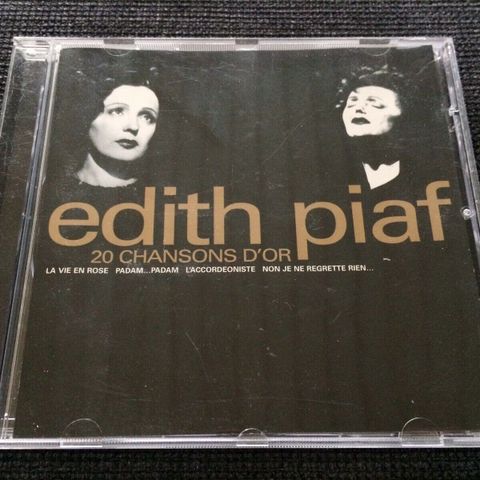 edith piaf
20 CHANSONS D'OR
LA VIE EN ROSE PADAM...PADAM L'ACCORDEONISTE NON JE NE REGRETTE RIEN...